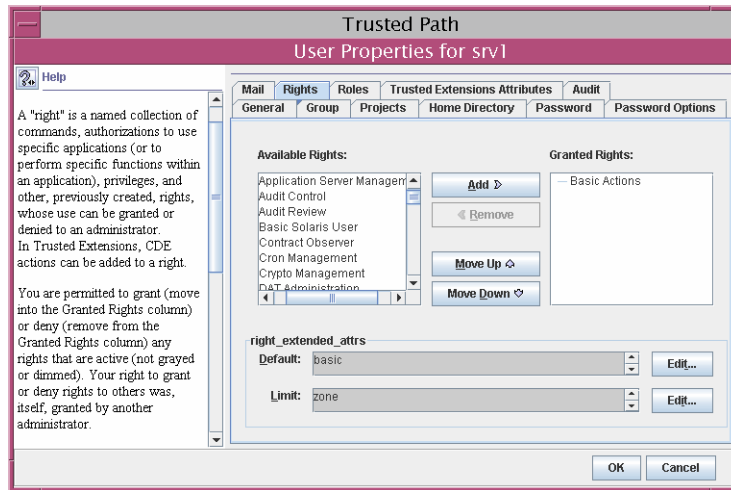 Trusted Path
User Properties for srv1
Help
A "right" is a named collection of
commands, authorizations to use
specific applications (or to
perform specific functions within
an application), privileges, and
other, previously created, rights,
whose use can be granted or
denied to an administrator.
In Trusted Extensions, CDE
actions can be added to a right.
You are permitted to grant (move
into the Granted Rights column)
or deny (remove from the
Granted Rights column) any
rights that are active (not grayed
or dimmed). Your right to grant
or deny rights to others was,
itself, granted by another
administrator.
Mail Rights Roles Trusted Extensions Attributes Audit
General Group Projects Home Directory Password Password Options
Available Rights:
Application Server Managem
Audit Control
Audit Review
Basic Solaris User
Contract Observer
Cron Management
Crypto Management
DAT Administration
Add
Remove
Move Up
Move Down
Granted Rights:
Basic Actions
right_extended_attrs
Default: basic Edit...
Limit: zone Edit...
OK Cancel